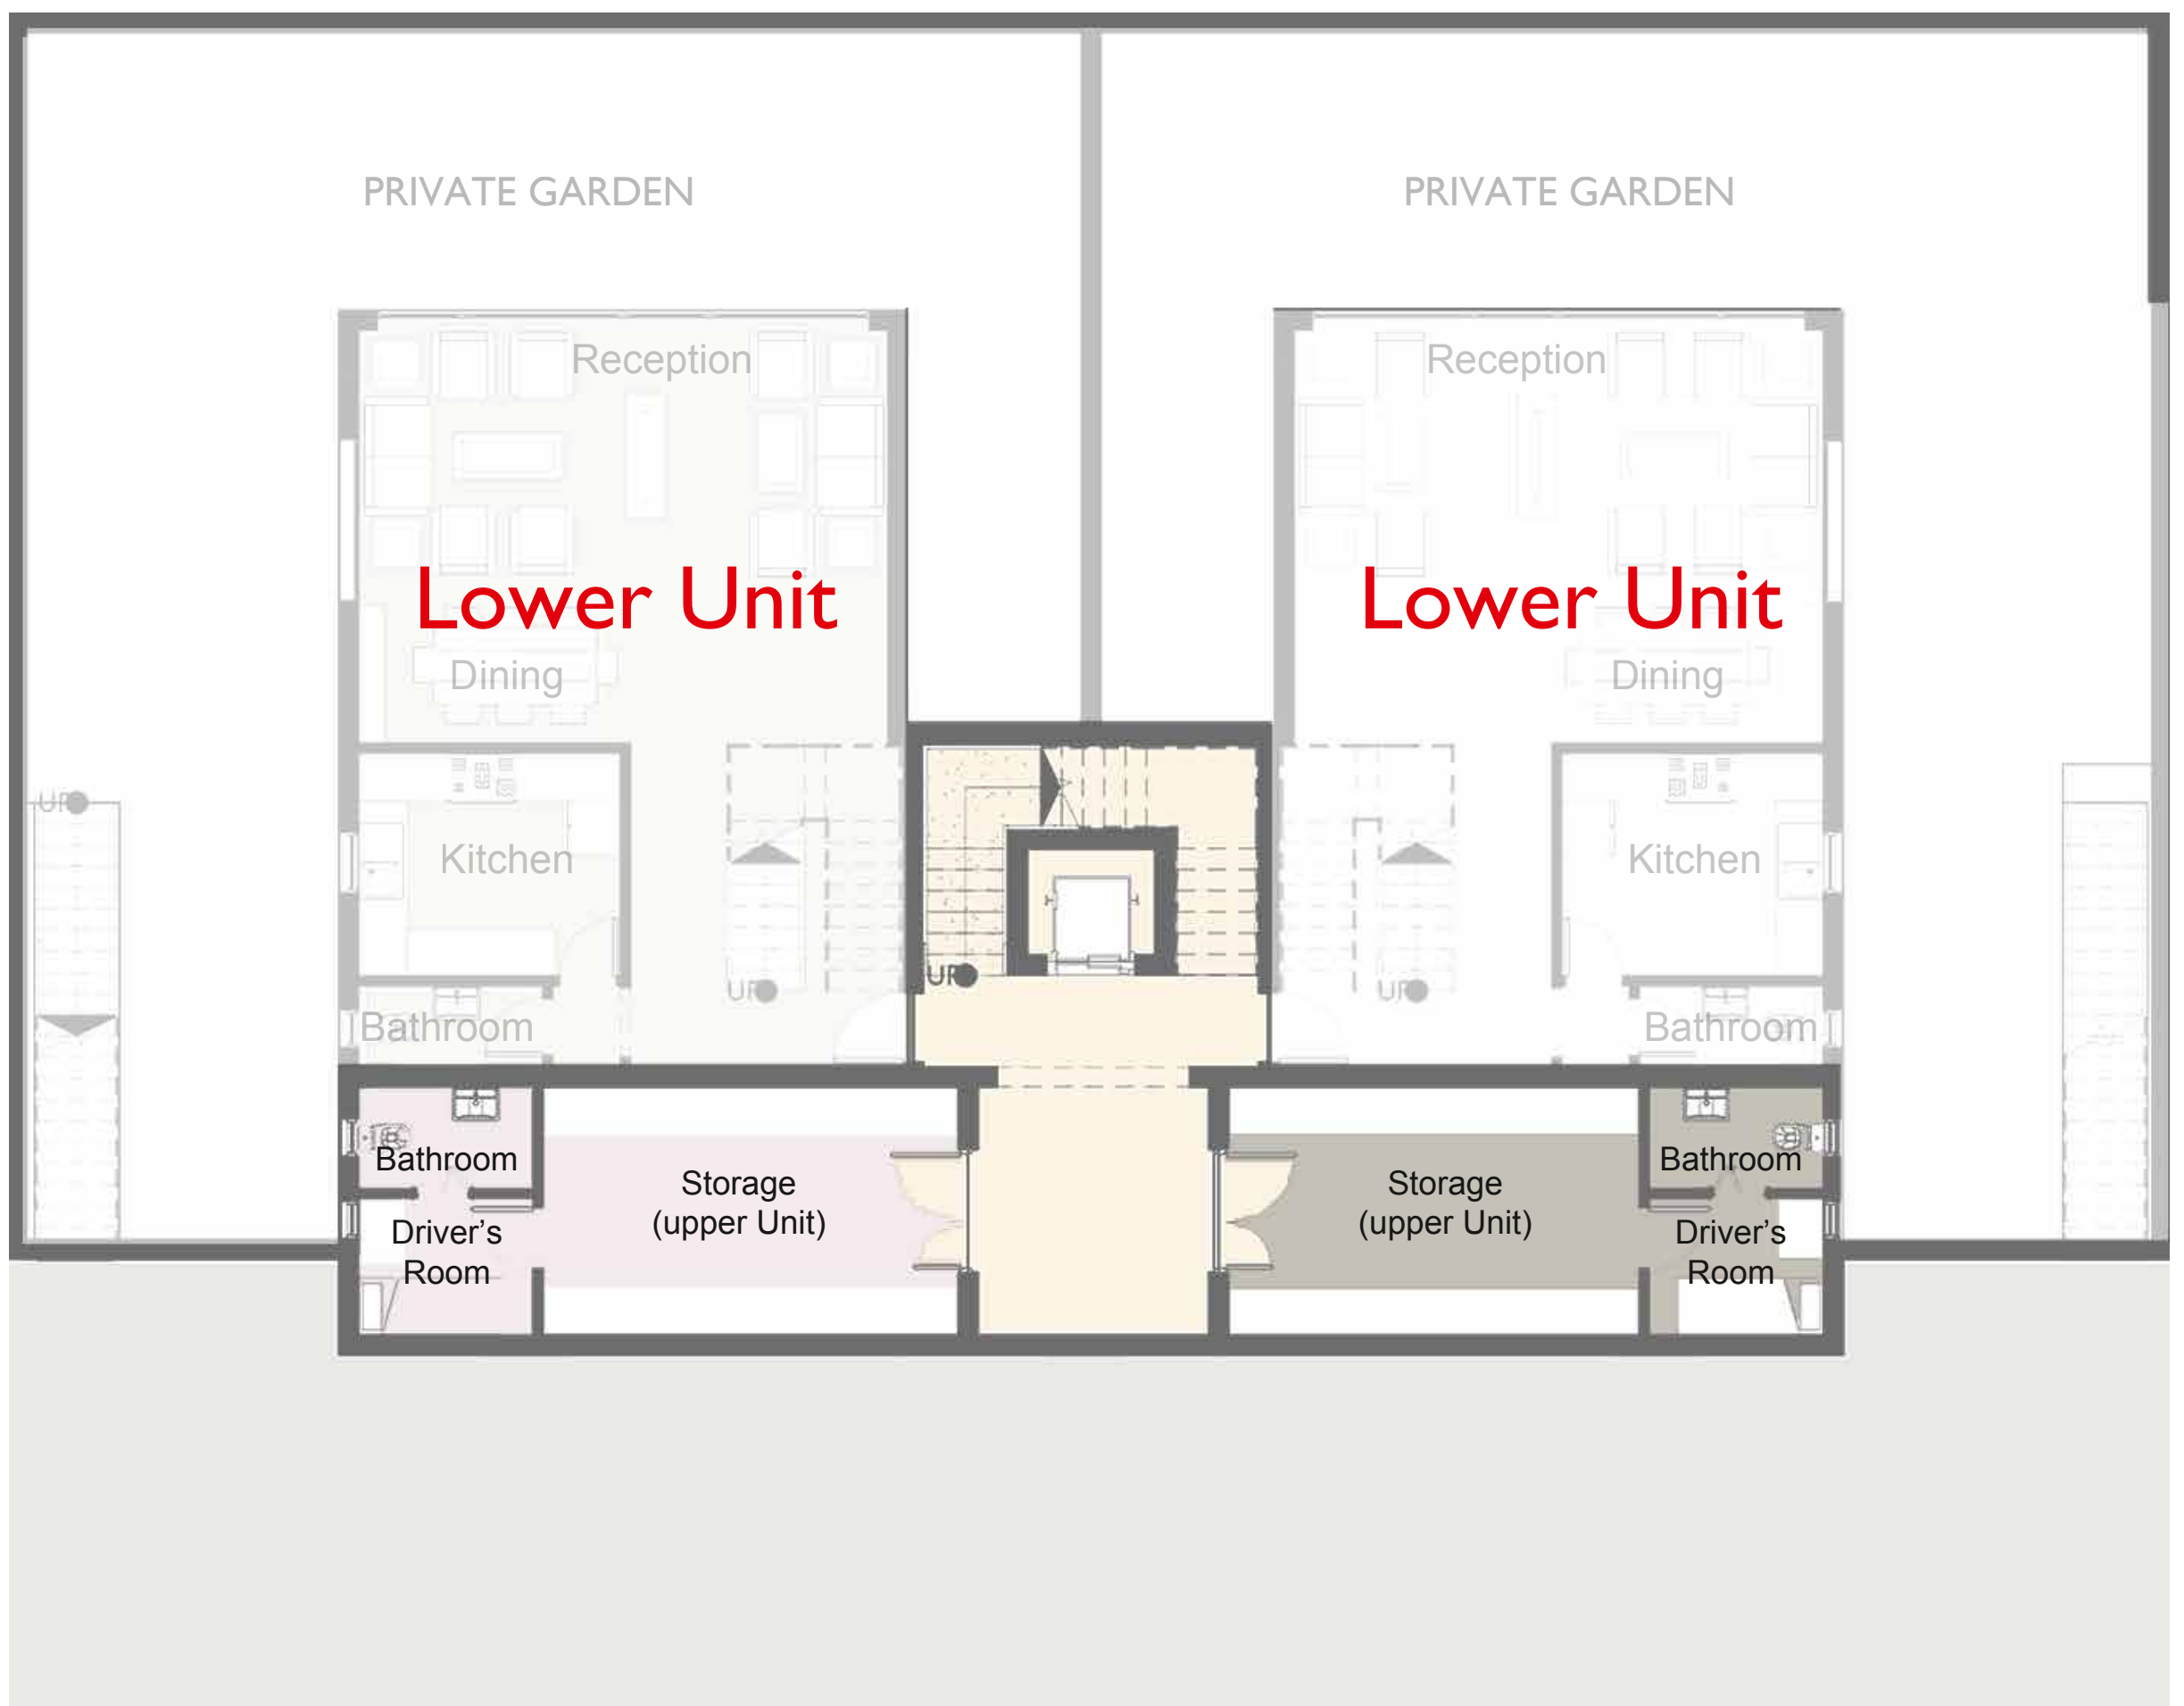 PRIVATE GARDEN
PRIVATE GARDEN
Reception
Reception
Lower Unit
Lower Unit
Dining
Dining
UP
Kitchen
Kitchen
UP
UP
UP
Bathroom
Bathroom
Bathroom
Storage
(upper Unit)
Storage
(upper Unit)
Bathroom
Driver’s
Room
Driver’s
Room